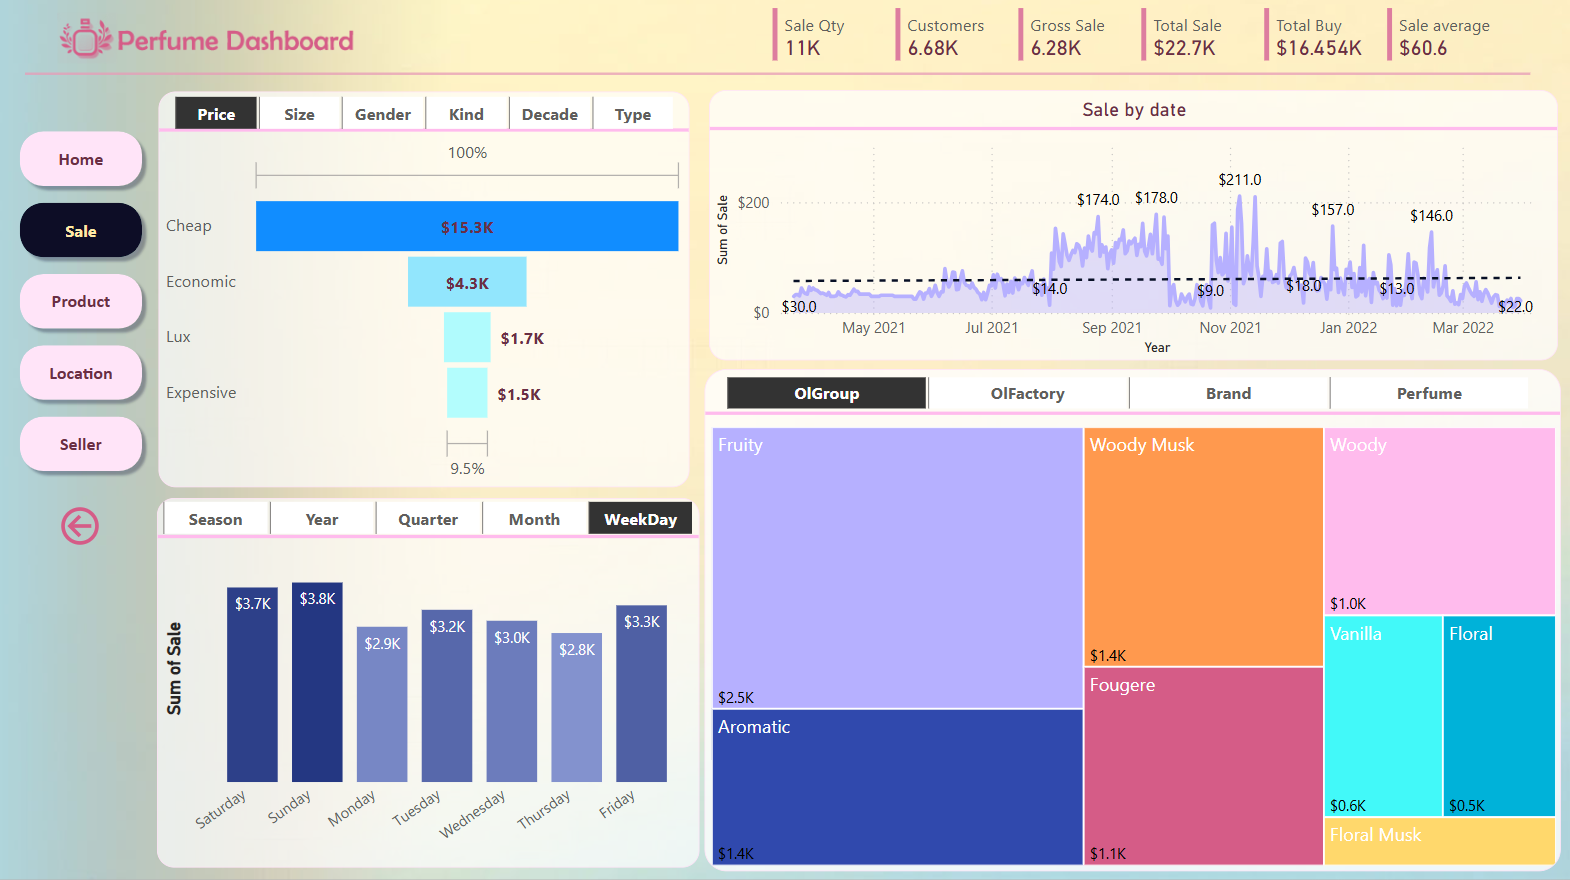 Perfume Dashboard
Sale Qty
11K
Customers
6.68K
Gross Sale
6.28K
Total Sale
$22.7K
Total Buy
$16.454K
Sale average
$60.6
Home
Sale
Product
Location
Seller
Price Size Gender Kind Decade Type
100%
Cheap $15.3K
Economic $4.3K
Lux $1.7K
Expensive $1.5K
9.5%
Sale by date
Sum of Sale
$200
$0
$30.0
$14.0
$174.0
$178.0
$9.0
$211.0
$18.0
$157.0
$13.0
$146.0
$22.0
May 2021 Jul 2021 Sep 2021 Nov 2021 Jan 2022 Mar 2022
Year
Season Year Quarter Month WeekDay
Sum of Sale
$3.7K $3.8K $2.9K $3.2K $3.0K $2.8K $3.3K
Saturday Sunday Monday Tuesday Wednesday Thursday Friday
OlGroup OlFactory Brand Perfume
Fruity
$2.5K
Aromatic
$1.4K
Woody Musk
$1.4K
Fougere
$1.1K
Woody
$1.0K
Vanilla
$0.6K
Floral
$0.5K
Floral Musk